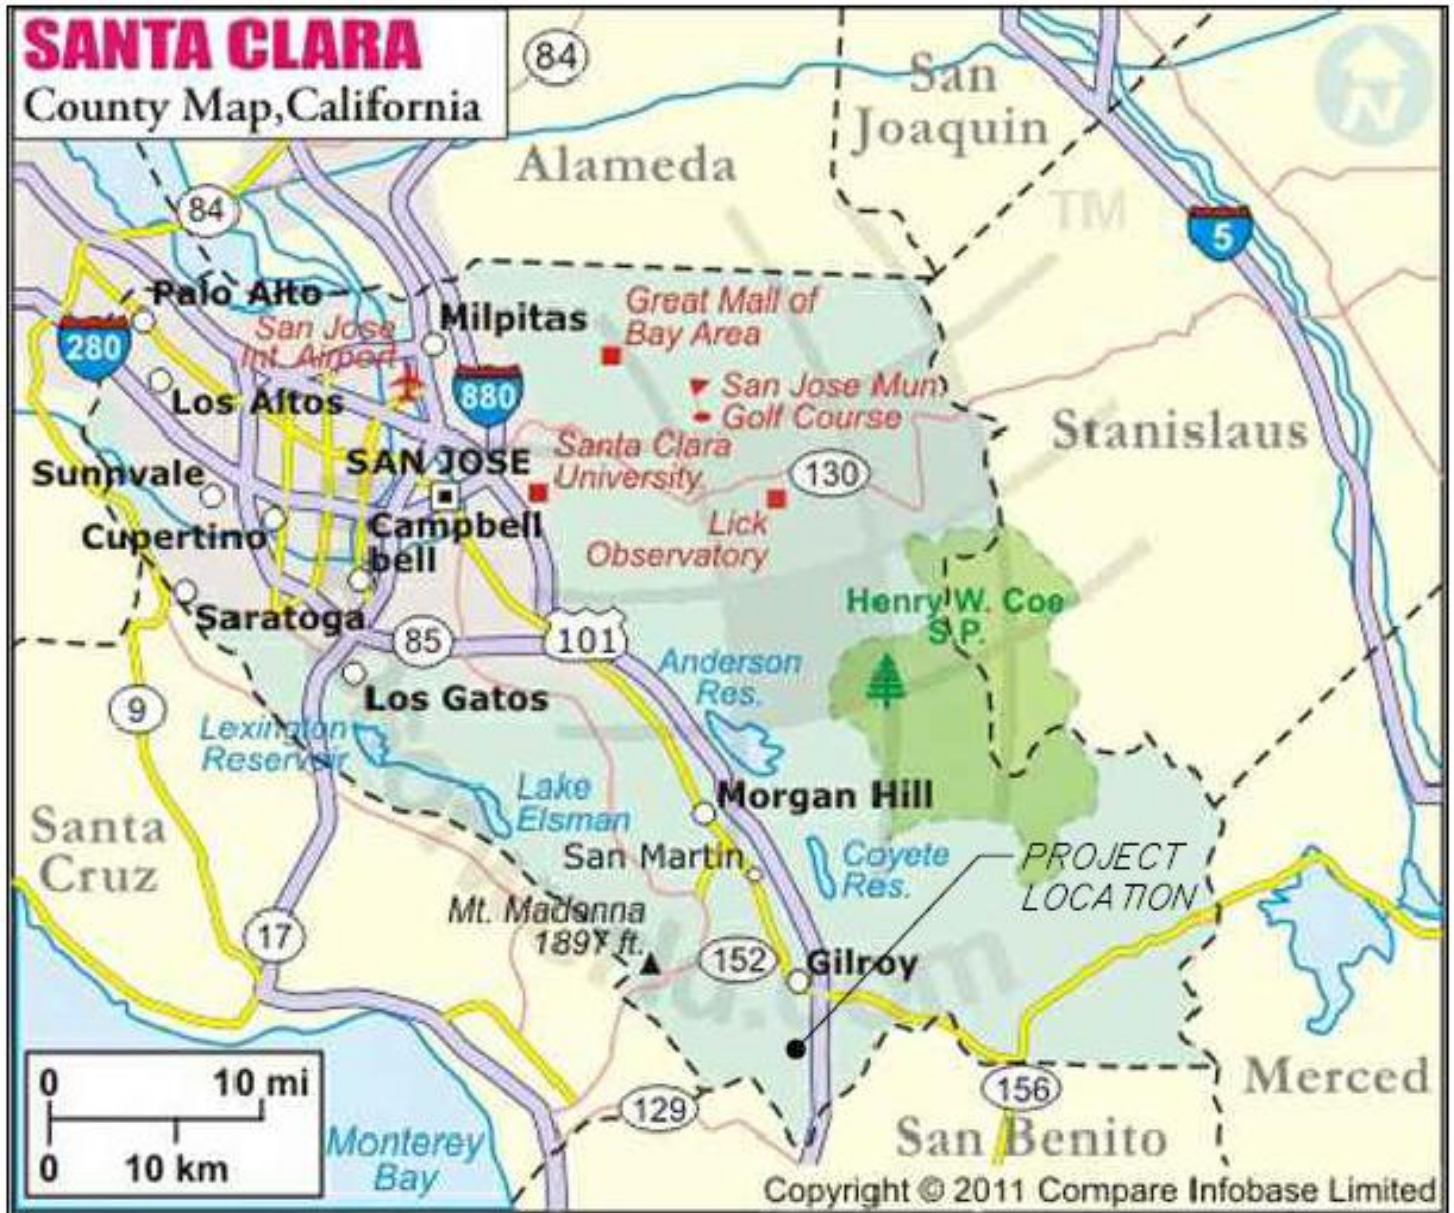 SANTA CLARA
County Map, California
84
San
Joaquin
Alameda
TM
N
84
5
Palo Alto
Great Mall of
Bay Area
Milpitas
San Jose
Int. Airport
280
880
San Jose Mun
Golf Course
Los Altos
Stanislaus
Santa Clara
University
SAN JOSE
130
Sunnvale
Lick
Observatory
Campbell
bell
Cupertino
Henry W. Coe
S.P.
Saratoga
85
101
Anderson
Res.
Los Gatos
9
Lexington
Reservoir
Lake
Elsman
Morgan Hill
Santa
Cruz
San Martin
Coyete
Res.
PROJECT
LOCATION
Mt. Madonna
1897 ft.
17
152
Gilroy
0 10 mi
0 10 km
Merced
156
129
Monterey
Bay
San Benito
Copyright © 2011 Compare Infobase Limited